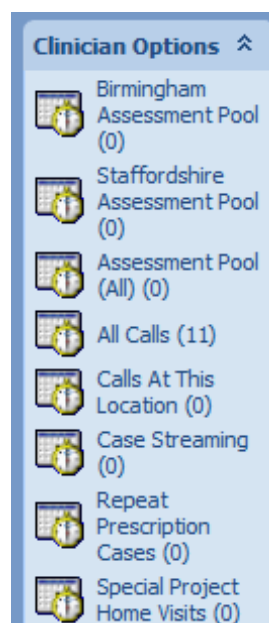 Clinician Options
Birmingham
Assessment Pool
(0)
Staffordshire
Assessment Pool
(0)
Assessment Pool
(All) (0)
All Calls (11)
Calls At This
Location (0)
Case Streaming
(0)
Repeat
Prescription
Cases (0)
Special Project
Home Visits (0)